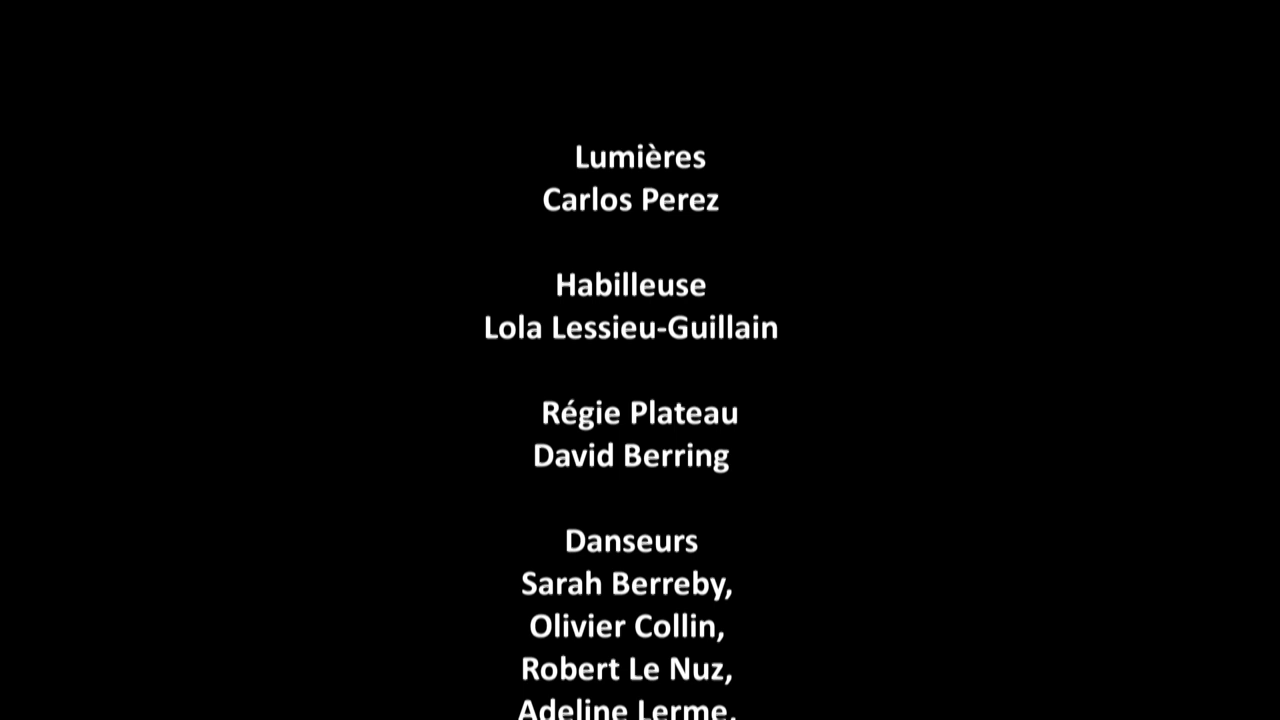 Lumières
Carlos Perez
Habilleuse
Lola Lessieu-Guillain
Régie Plateau
David Berring
Danseurs
Sarah Berreby,
Olivier Collin,
Robert Le Nuz,
Adeline Lerme,